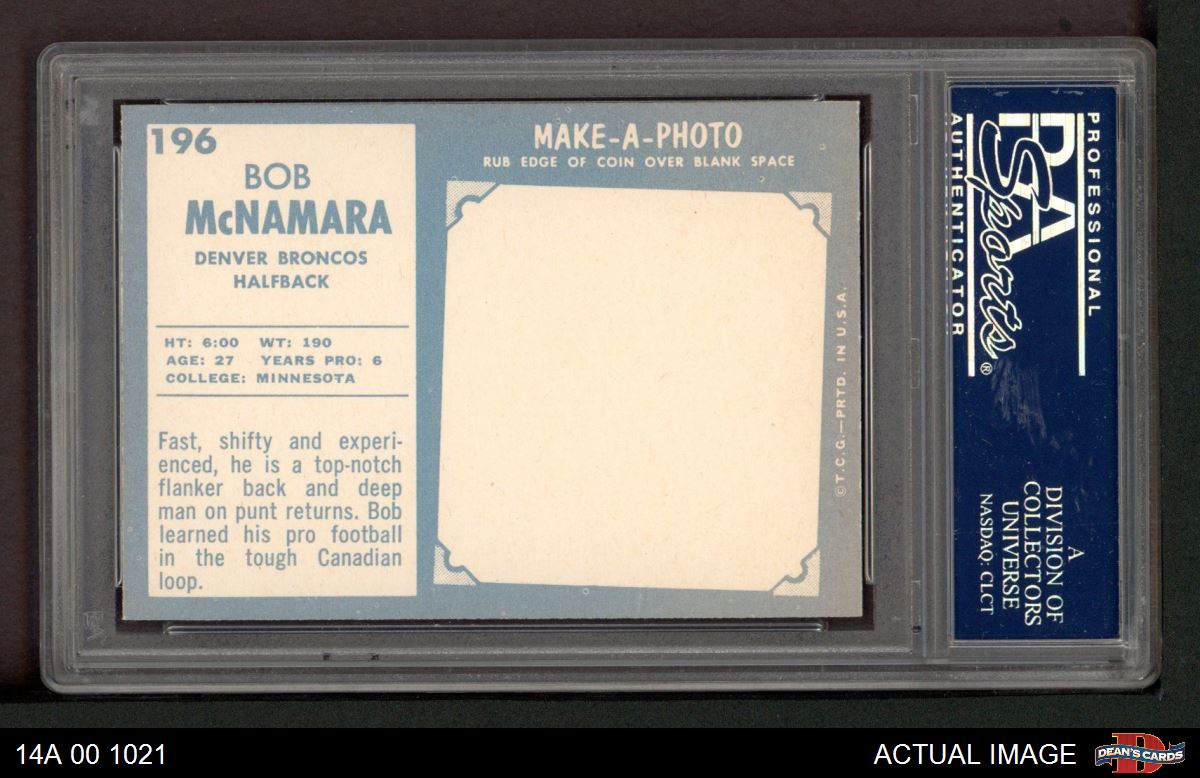 196
BOB
McNAMARA
DENVER BRONCOS
HALFBACK
HT: 6:00 WT: 190
AGE: 27 YEARS PRO: 6
COLLEGE: MINNESOTA
Fast, shifty and experi-
enced, he is a top-notch
flanker back and deep
man on punt returns. Bob
learned his pro football
in the tough Canadian
loop.
MAKE-A-PHOTO
RUB EDGE OF COIN OVER BLANK SPACE
©T.C.G.—PRTD. IN U.S.A.
PROFESSIONAL
PSA
Sports®
AUTHENTICATOR
A
DIVISION OF
COLLECTORS
UNIVERSE
NASDAQ: CLCT
14A 00 1021
ACTUAL IMAGE
DEAN'S CARDS